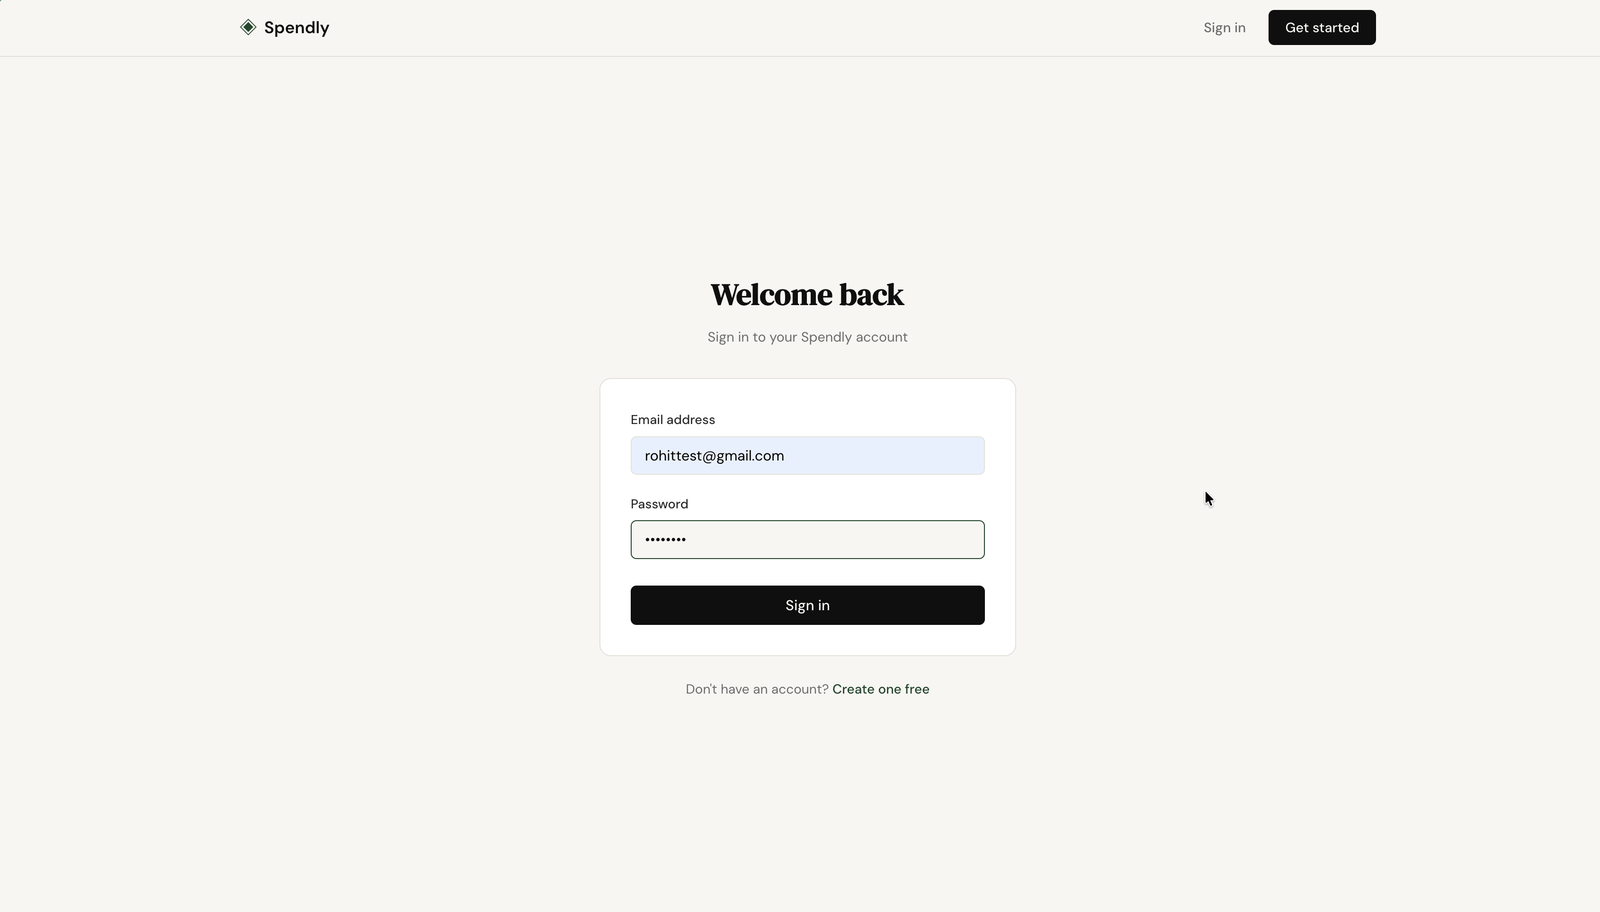 Spendly
Sign in
Get started
Welcome back
Sign in to your Spendly account
Email address
rohittest@gmail.com
Password
••••••••
Sign in
Don't have an account? Create one free